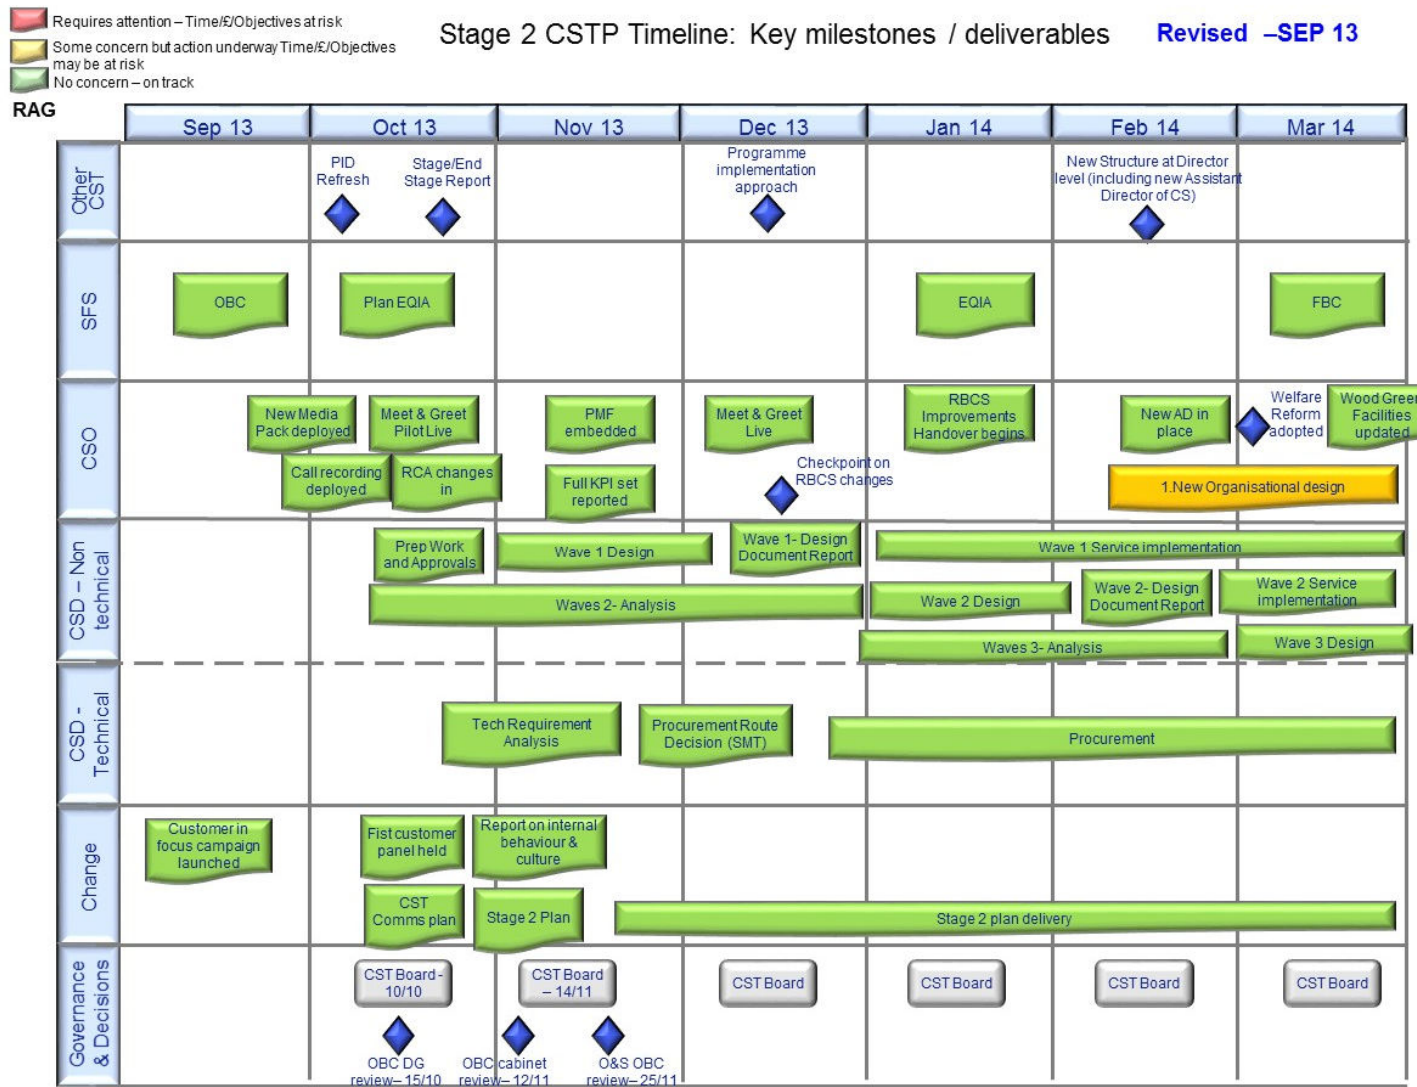 Requires attention – Time/£/Objectives at risk
Some concern but action underway Time/£/Objectives
may be at risk
No concern – on track
RAG
Stage 2 CSTP Timeline: Key milestones / deliverables
Revised –SEP 13
Sep 13
Oct 13
Nov 13
Dec 13
Jan 14
Feb 14
Mar 14
Other
CST
PID
Refresh
Stage/End
Stage Report
Programme
implementation
approach
New Structure at Director
level (including new Assistant
Director of CS)
SFS
OBC
Plan EQIA
EQIA
FBC
CSO
New Media
Pack deployed
Meet & Greet
Pilot Live
PMF
embedded
Meet & Greet
Live
RBCS
Improvements
Handover begins
New AD in
place
Welfare
Reform
adopted
Wood Green
Facilities
updated
Call recording
deployed
RCA changes
in
Full KPI set
reported
Checkpoint on
RBCS changes
1.New Organisational design
CSD – Non
technical
Prep Work
and Approvals
Wave 1 Design
Wave 1- Design
Document Report
Wave 1 Service implementation
Waves 2- Analysis
Wave 2 Design
Wave 2- Design
Document Report
Wave 2 Service
implementation
Waves 3- Analysis
Wave 3 Design
CSD -
Technical
Tech Requirement
Analysis
Procurement Route
Decision (SMT)
Procurement
Change
Customer in
focus campaign
launched
Fist customer
panel held
Report on internal
behaviour &
culture
CST
Comms plan
Stage 2 Plan
Stage 2 plan delivery
Governance
& Decisions
CST Board -
10/10
CST Board
– 14/11
CST Board
CST Board
CST Board
CST Board
OBC DG
review– 15/10
OBC cabinet
review– 12/11
O&S OBC
review– 25/11